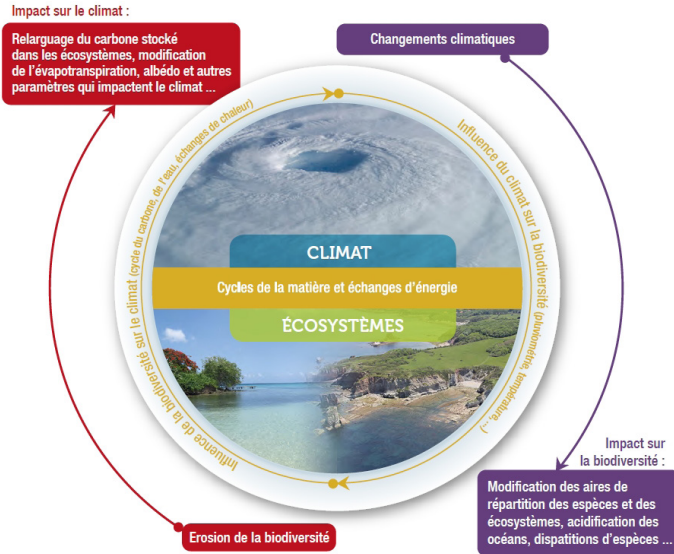 Impact sur le climat :
Relarguage du carbone stocké
dans les écosystèmes, modification
de l'évapotranspiration, albédo et autres
paramètres qui impactent le climat ...
Changements climatiques
Influence du climat sur la biodiversité (pluviométrie, température, ...)
Influence de la biodiversité sur le climat (cycle du carbone, de l'eau, échanges de chaleur)
CLIMAT
Cycles de la matière et échanges d'énergie
ÉCOSYSTÈMES
Impact sur
la biodiversité :
Modification des aires de
répartition des espèces et des
écosystèmes, acidification des
océans, dispatitions d'espèces ...
Erosion de la biodiversité